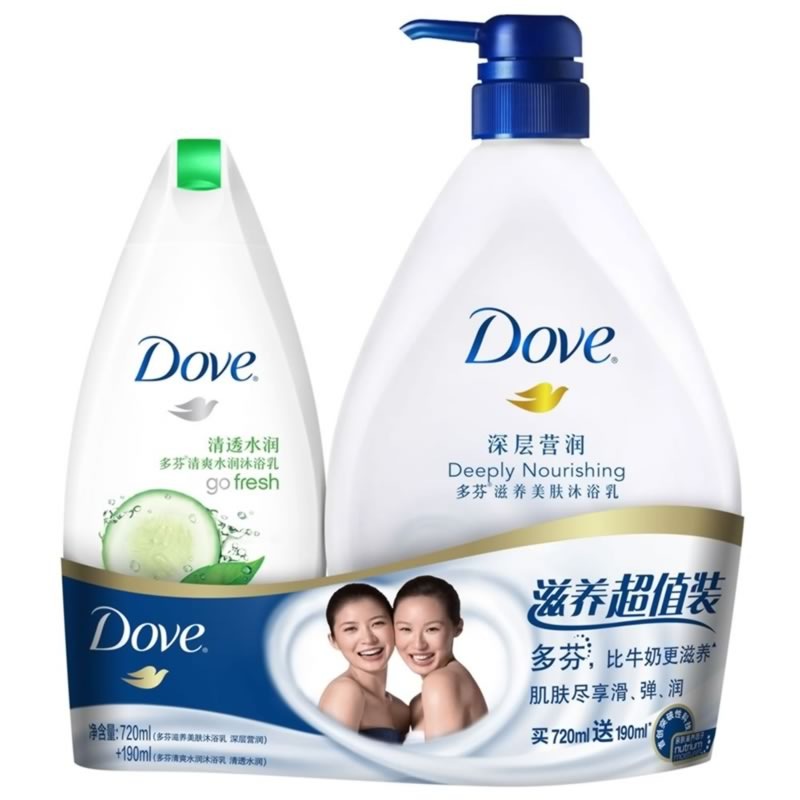 Dove
清透水润
多芬®清爽水润沐浴乳
go fresh
Dove
深层营润
Deeply Nourishing
多芬®滋养美肤沐浴乳
Dove
净含量:720ml(多芬滋养美肤沐浴乳 深层营润)
+190ml(多芬清爽水润沐浴乳 清透水润)
滋养超值装
多芬,比牛奶更滋养▲
肌肤尽享滑、弹、润
买720ml送190ml*
nutrium